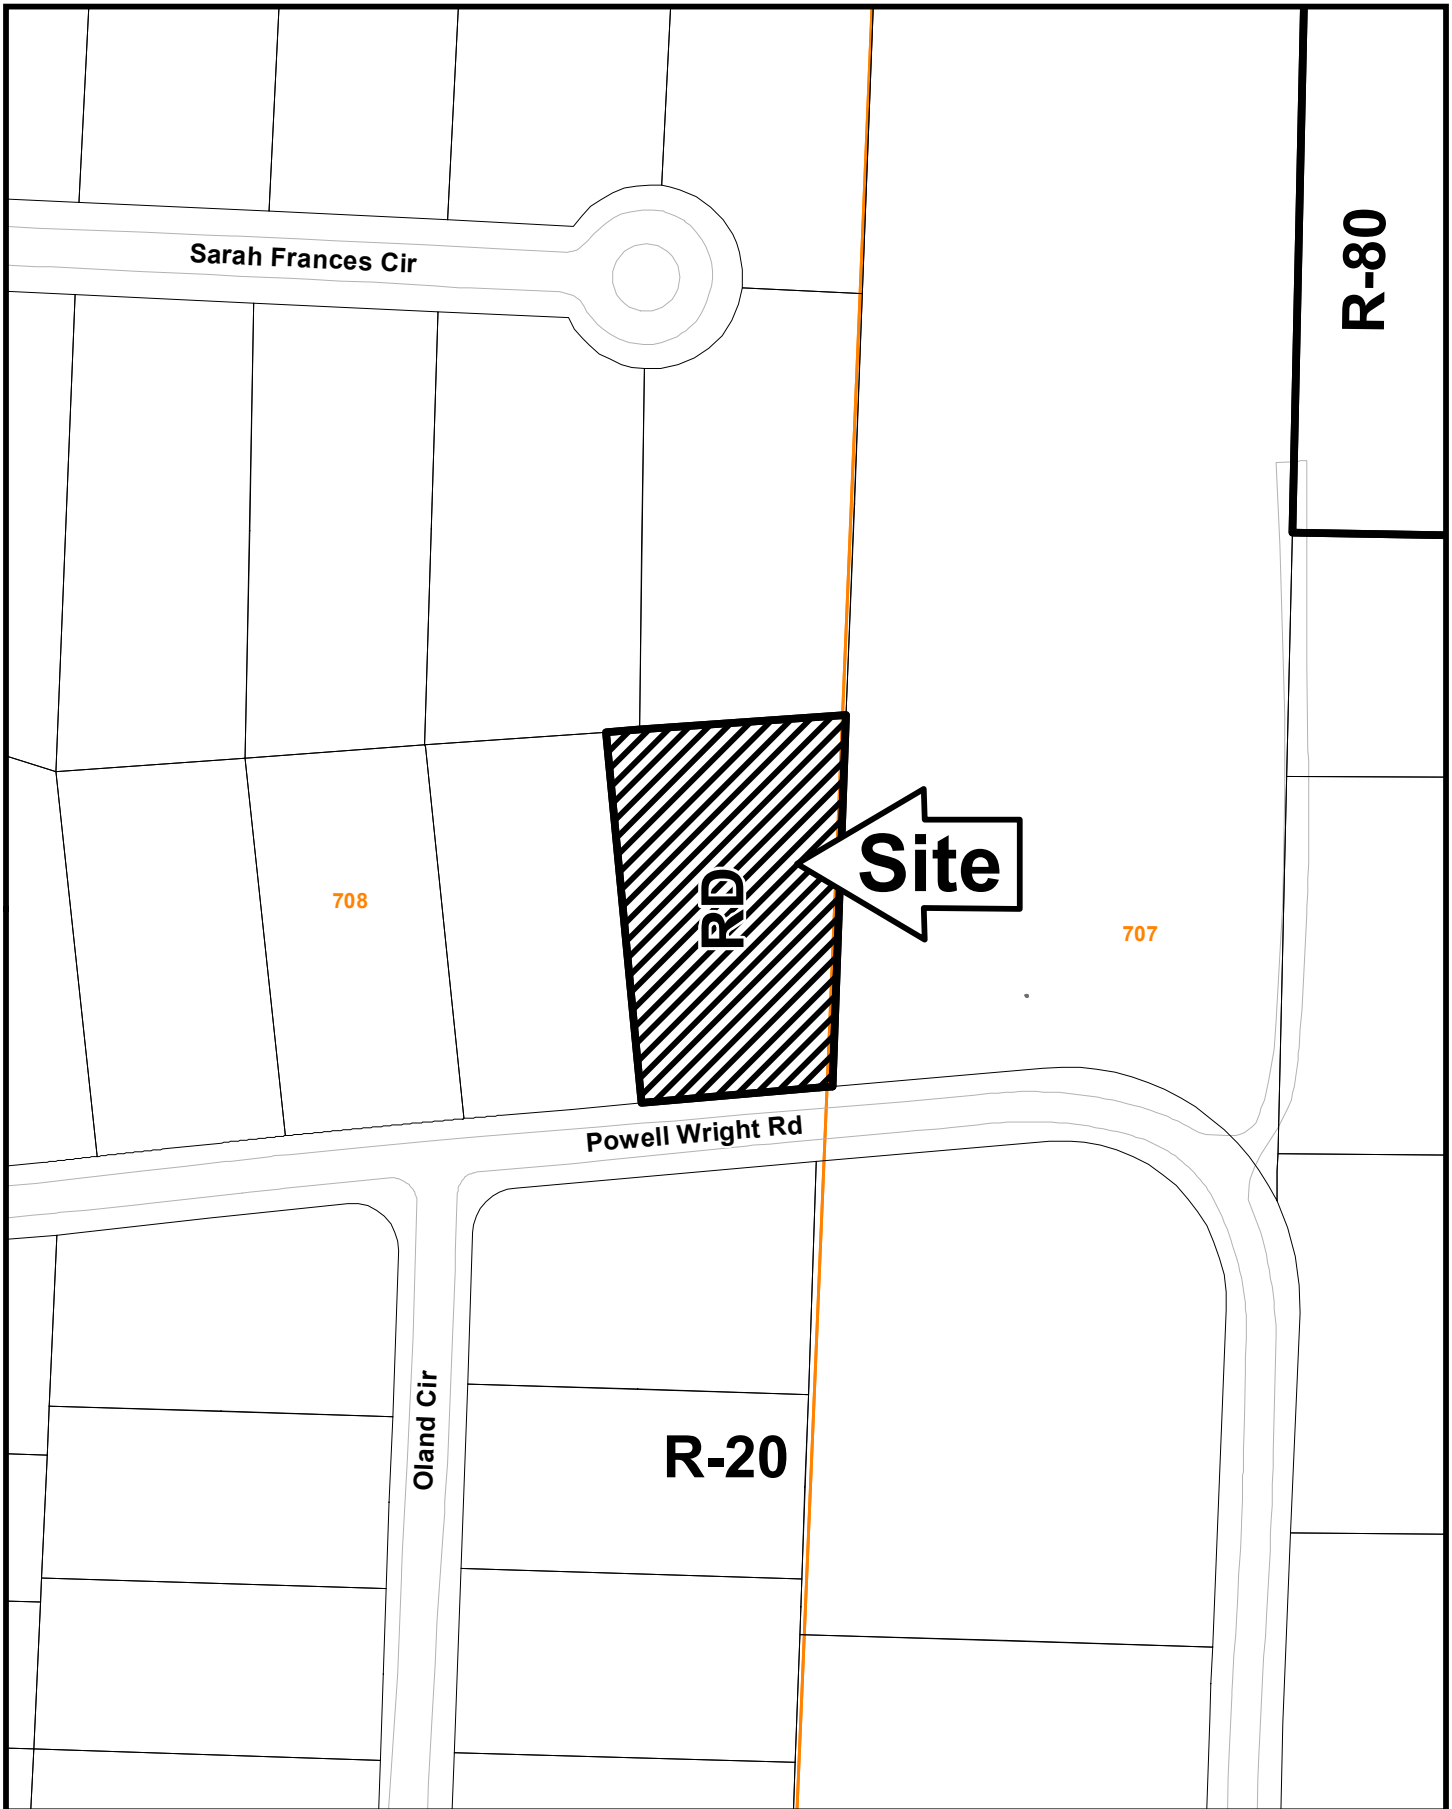 Sarah Frances Cir
R-80
Site
RD
708
707
Powell Wright Rd
Oland Cir
R-20